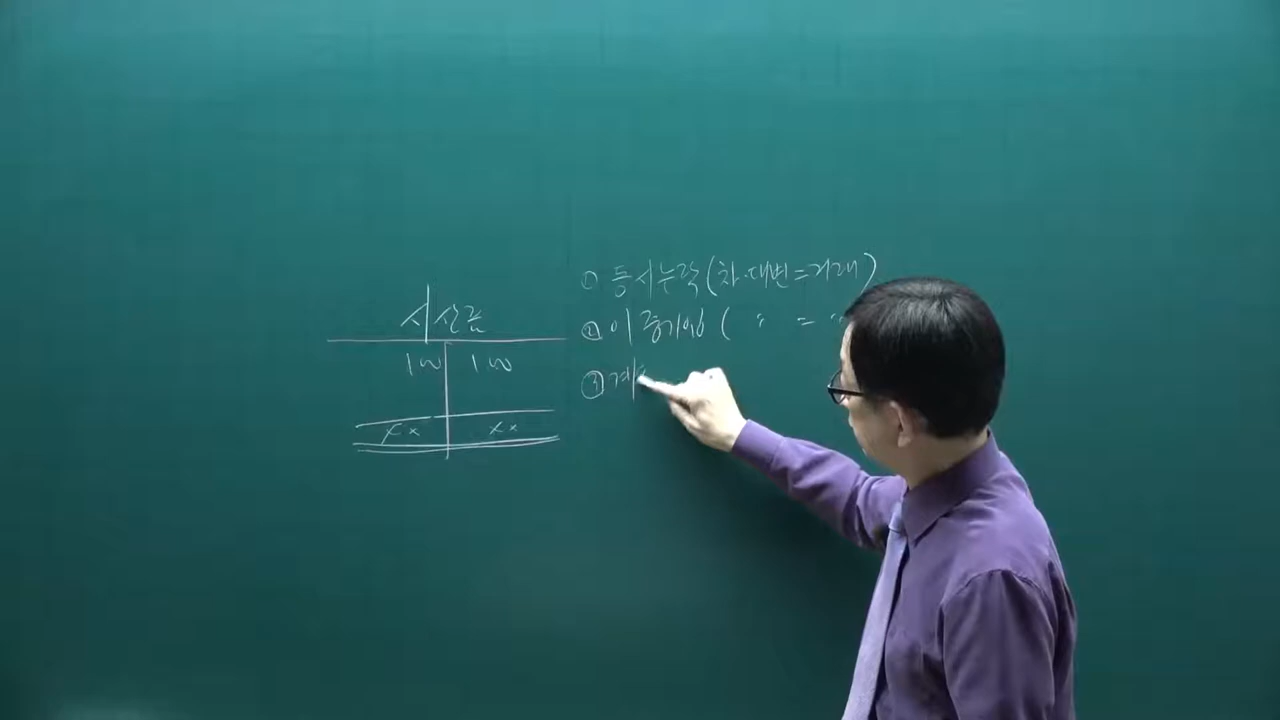 시산표
100 100
×× ××
① 동시누락(차·대변=거래)
② 이중기입( 〃 = 〃
③ 계